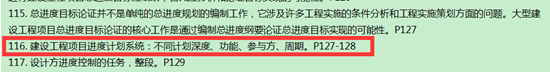 115. 总进度目标论证并不是单纯的总进度规划的编制工作，它涉及许多工程实施的条件分析和工程实施策划方面的问题。大型建
设工程项目总进度目标论证的核心工作是通过编制总进度纲要论证总进度目标实现的可能性。P127
116. 建设工程项目进度计划系统：不同计划深度、功能、参与方、周期。P127-128
117. 设计方进度控制的任务，整段。P129